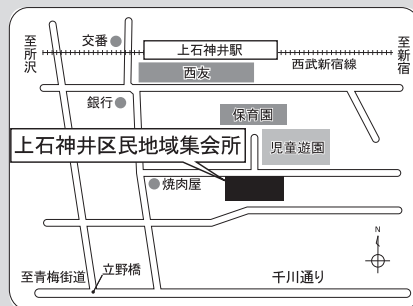 至所沢
交番
上石神井駅
至新宿
西友
西武新宿線
銀行
保育園
上石神井区民地域集会所
児童遊園
焼肉屋
N
至青梅街道
立野橋
千川通り